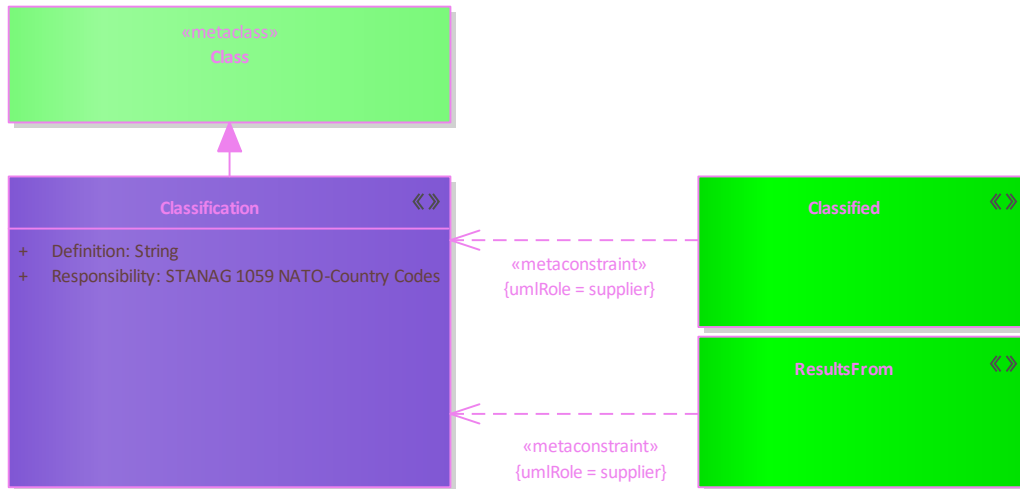 «metaclass»
Class
Classification
+ Definition: String
+ Responsibility: STANAG 1059 NATO-Country Codes
Classified
«metaconstraint»
{umlRole = supplier}
ResultsFrom
«metaconstraint»
{umlRole = supplier}